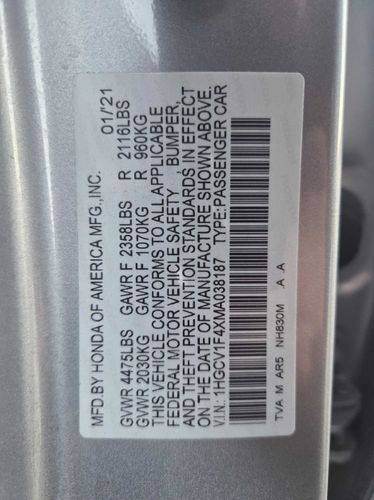 MFD.BY HONDA OF AMERICA MFG.,INC. 01/'21
GVWR 4475LBS GAWR F 2358LBS R 2116LBS
GVWR 2030KG GAWR F 1070KG R 960KG
THIS VEHICLE CONFORMS TO ALL APPLICABLE
FEDERAL MOTOR VEHICLE SAFETY , BUMPER,
AND THEFT PREVENTION STANDARDS IN EFFECT
ON THE DATE OF MANUFACTURE SHOWN ABOVE.
V.I.N.: 1HGCV1F4XMA038187 TYPE:PASSENGER CAR
TVA M AR5 NH830M .A .A